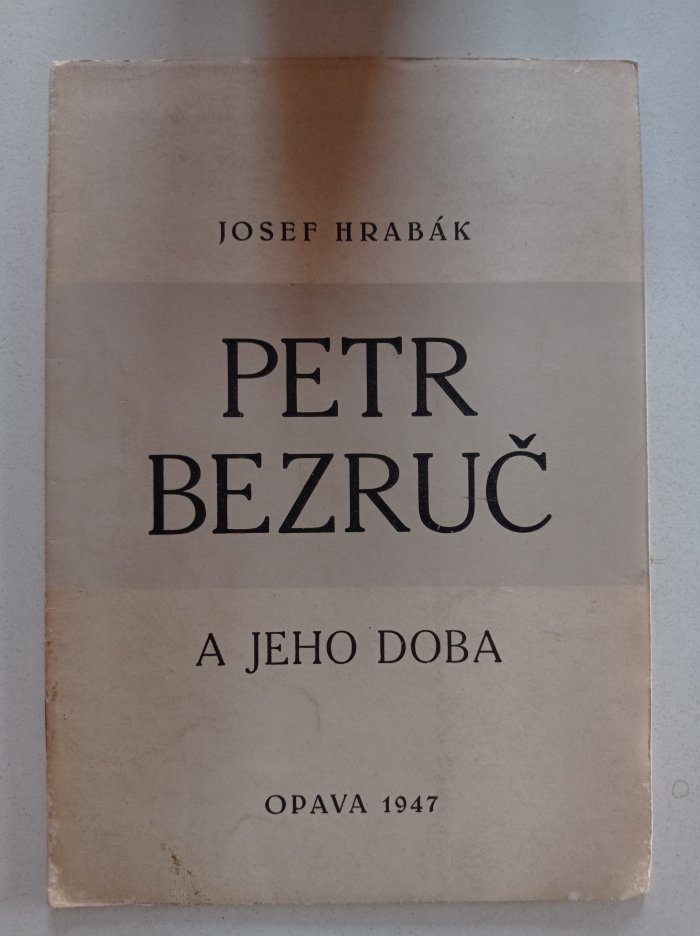 JOSEF HRABÁK
PETR
BEZRUČ
A JEHO DOBA
OPAVA 1947